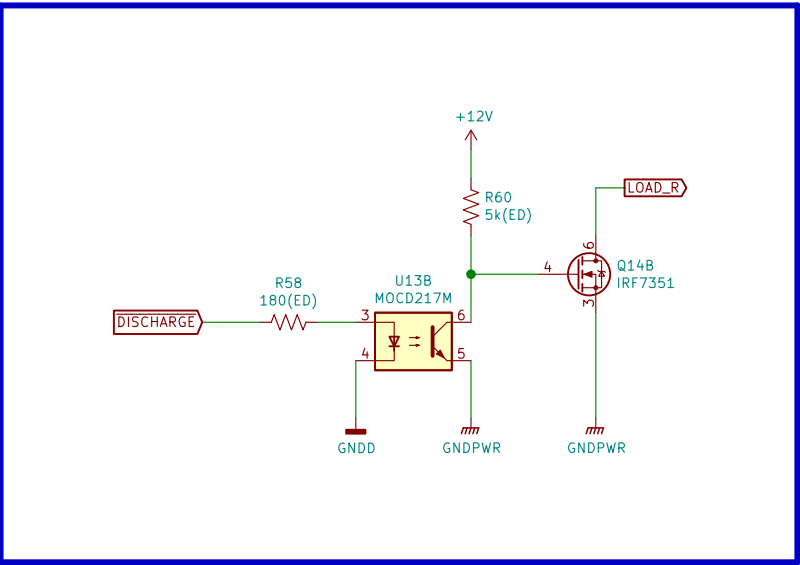 +12V
R60
5k(ED)
LOAD_R
6
4
Q14B
IRF7351
3
R58
180(ED)
U13B
MOCD217M
DISCHARGE
3
6
4
5
GNDD
GNDPWR
GNDPWR